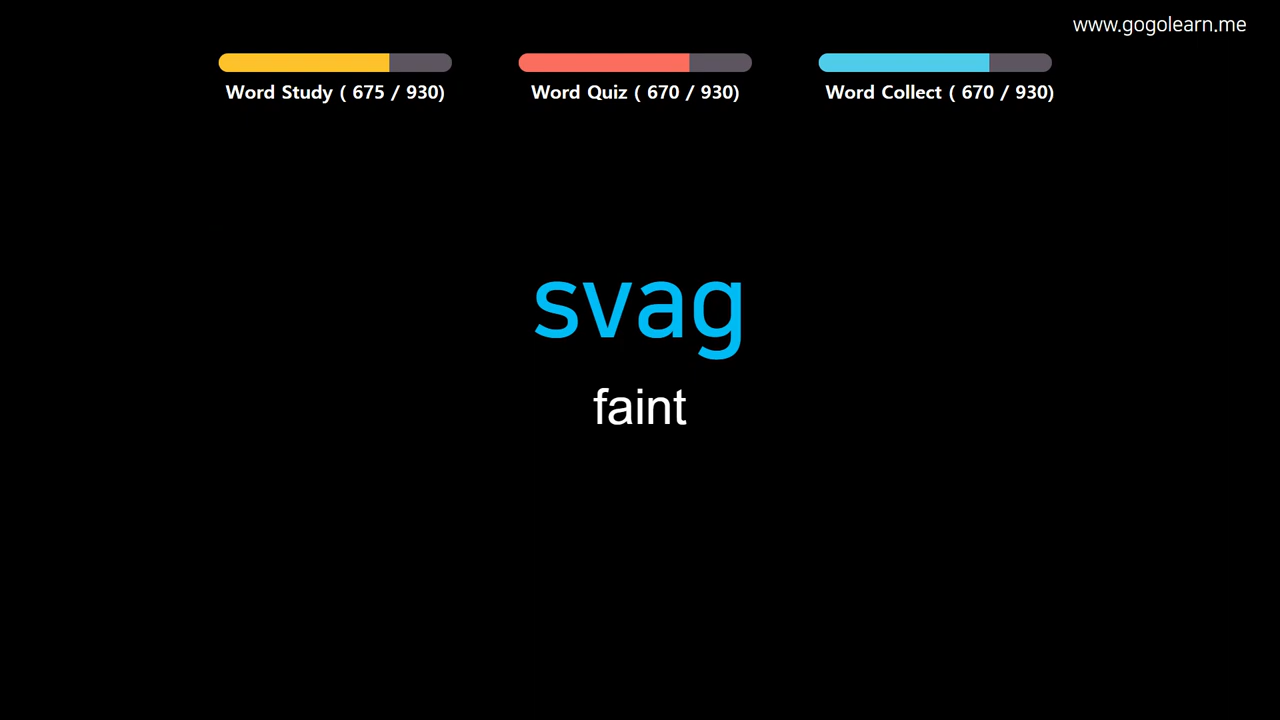 www.gogolearn.me
Word Study ( 675 / 930)
Word Quiz ( 670 / 930)
Word Collect ( 670 / 930)
svag
faint